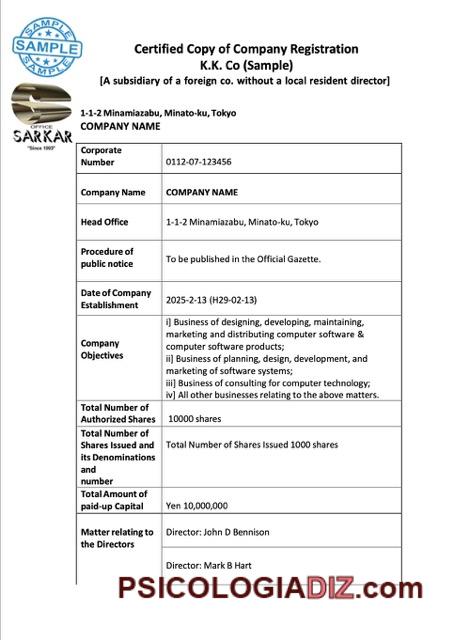 SAMPLE
SAMPLE
SAMPLE
Certified Copy of Company Registration
K.K. Co (Sample)
[A subsidiary of a foreign co. without a local resident director]
OFFICE
SARKAR
"Since 1993"
1-1-2 Minamiazabu, Minato-ku, Tokyo
COMPANY NAME
Corporate
Number
0112-07-123456
Company Name
COMPANY NAME
Head Office
1-1-2 Minamiazabu, Minato-ku, Tokyo
Procedure of
public notice
To be published in the Official Gazette.
Date of Company
Establishment
2025-2-13 (H29-02-13)
Company
Objectives
i] Business of designing, developing, maintaining,
marketing and distributing computer software &
computer software products;
ii] Business of planning, design, development, and
marketing of software systems;
iii] Business of consulting for computer technology;
iv] All other businesses relating to the above matters.
Total Number of
Authorized Shares
10000 shares
Total Number of
Shares Issued and
its Denominations
and
number
Total Number of Shares Issued 1000 shares
Total Amount of
paid-up Capital
Yen 10,000,000
Matter relating to
the Directors
Director: John D Bennison
Director: Mark B Hart
PSICOLOGIADIZ.com